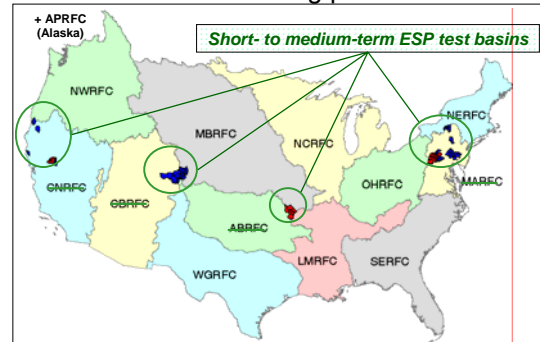 + APRFC
(Alaska)
Short- to medium-term ESP test basins
NWRFC
NERFC
MBRFC
NCRFC
CNRFC
CBRFC
OHRFC
MARFC
ABRFC
LMRFC
SERFC
WGRFC